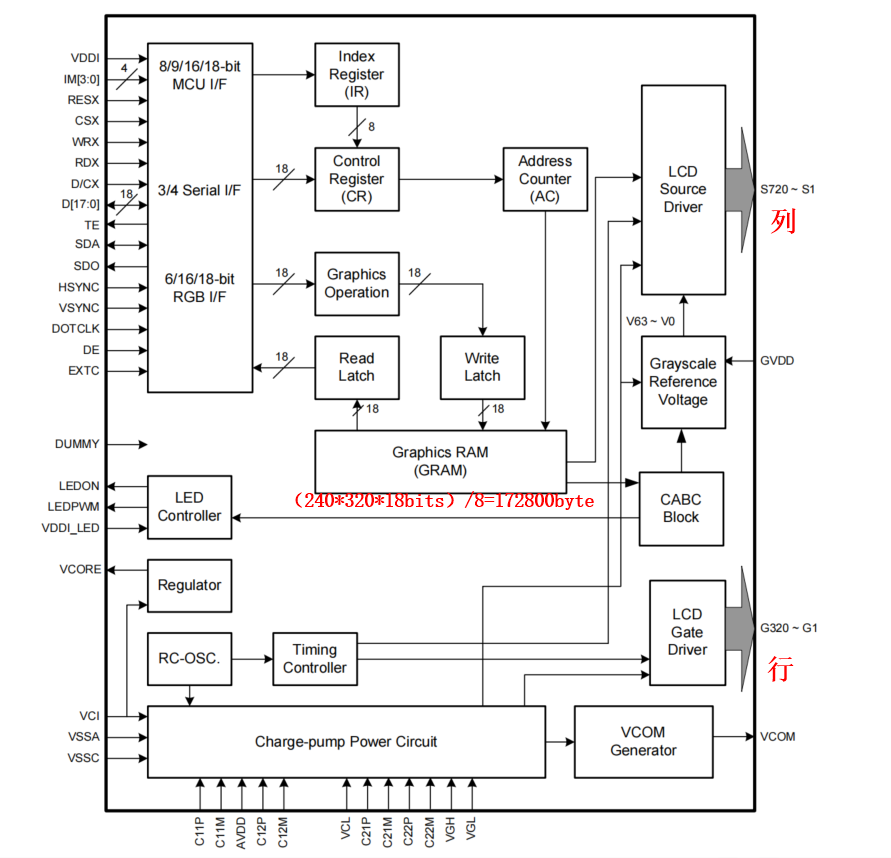 VDDI
IM[3:0]
4
RESX
CSX
WRX
RDX
D/CX
D[17:0]
18
TE
SDA
SDO
HSYNC
VSYNC
DOTCLK
DE
EXTC
DUMMY
LEDON
LEDPWM
VDDI_LED
VCORE
VCI
VSSA
VSSC
8/9/16/18-bit
MCU I/F
3/4 Serial I/F
6/16/18-bit
RGB I/F
Index
Register
(IR)
8
18
Control
Register
(CR)
Address
Counter
(AC)
18
Graphics
Operation
18
18
Read
Latch
Write
Latch
18
18
Graphics RAM
(GRAM)
(240*320*18bits)/8=172800byte
LCD
Source
Driver
S720 ~ S1
列
V63 ~ V0
Grayscale
Reference
Voltage
GVDD
CABC
Block
LED
Controller
Regulator
RC-OSC.
Timing
Controller
LCD
Gate
Driver
G320 ~ G1
行
Charge-pump Power Circuit
VCOM
Generator
VCOM
C11P
C11M
AVDD
C12P
C12M
VCL
C21P
C21M
C22P
C22M
VGH
VGL